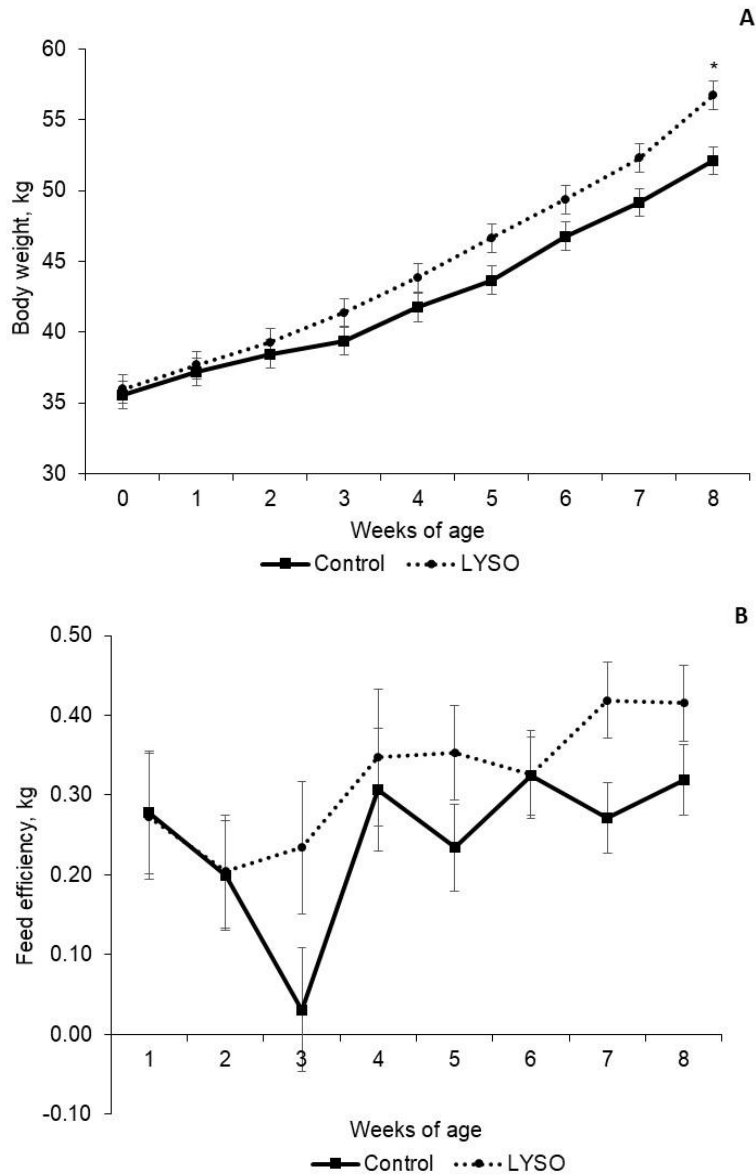 A
60
*
55
50
45
40
35
30
Body weight, kg
0 1 2 3 4 5 6 7 8
Weeks of age
Control LYSO
B
0.50
0.40
0.30
0.20
0.10
0.00
-0.10
Feed efficiency, kg
1 2 3 4 5 6 7 8
Weeks of age
Control LYSO